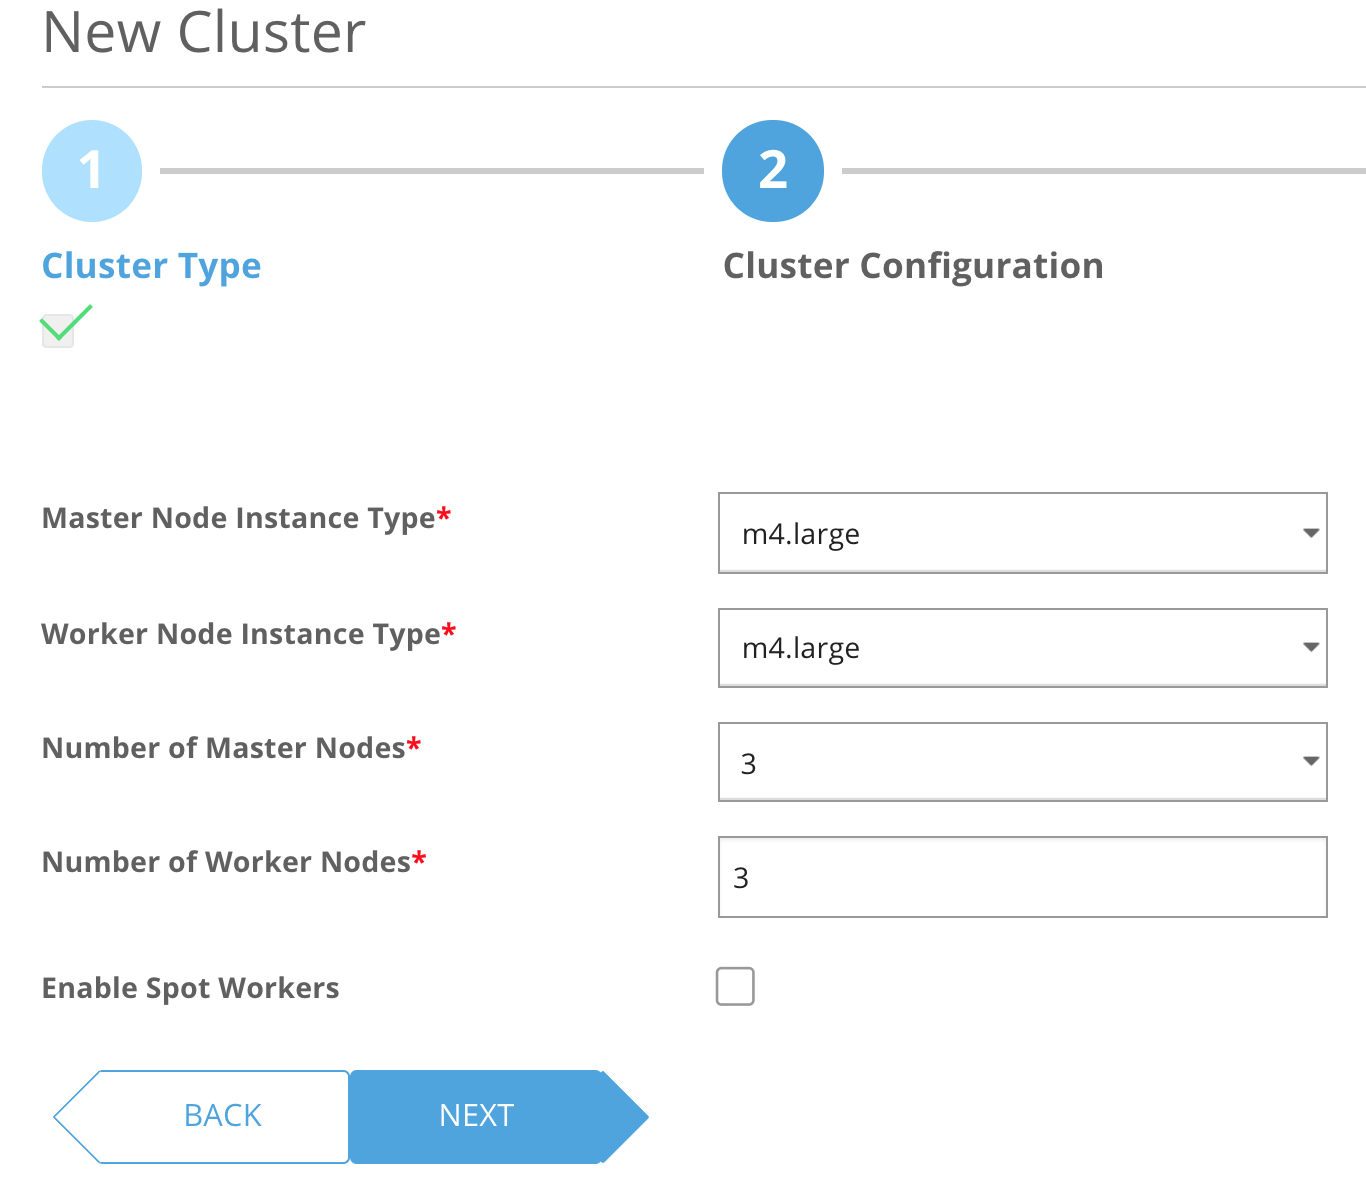 New Cluster
1
2
Cluster Type
Cluster Configuration
Master Node Instance Type*
m4.large
Worker Node Instance Type*
m4.large
Number of Master Nodes*
3
Number of Worker Nodes*
3
Enable Spot Workers
BACK
NEXT